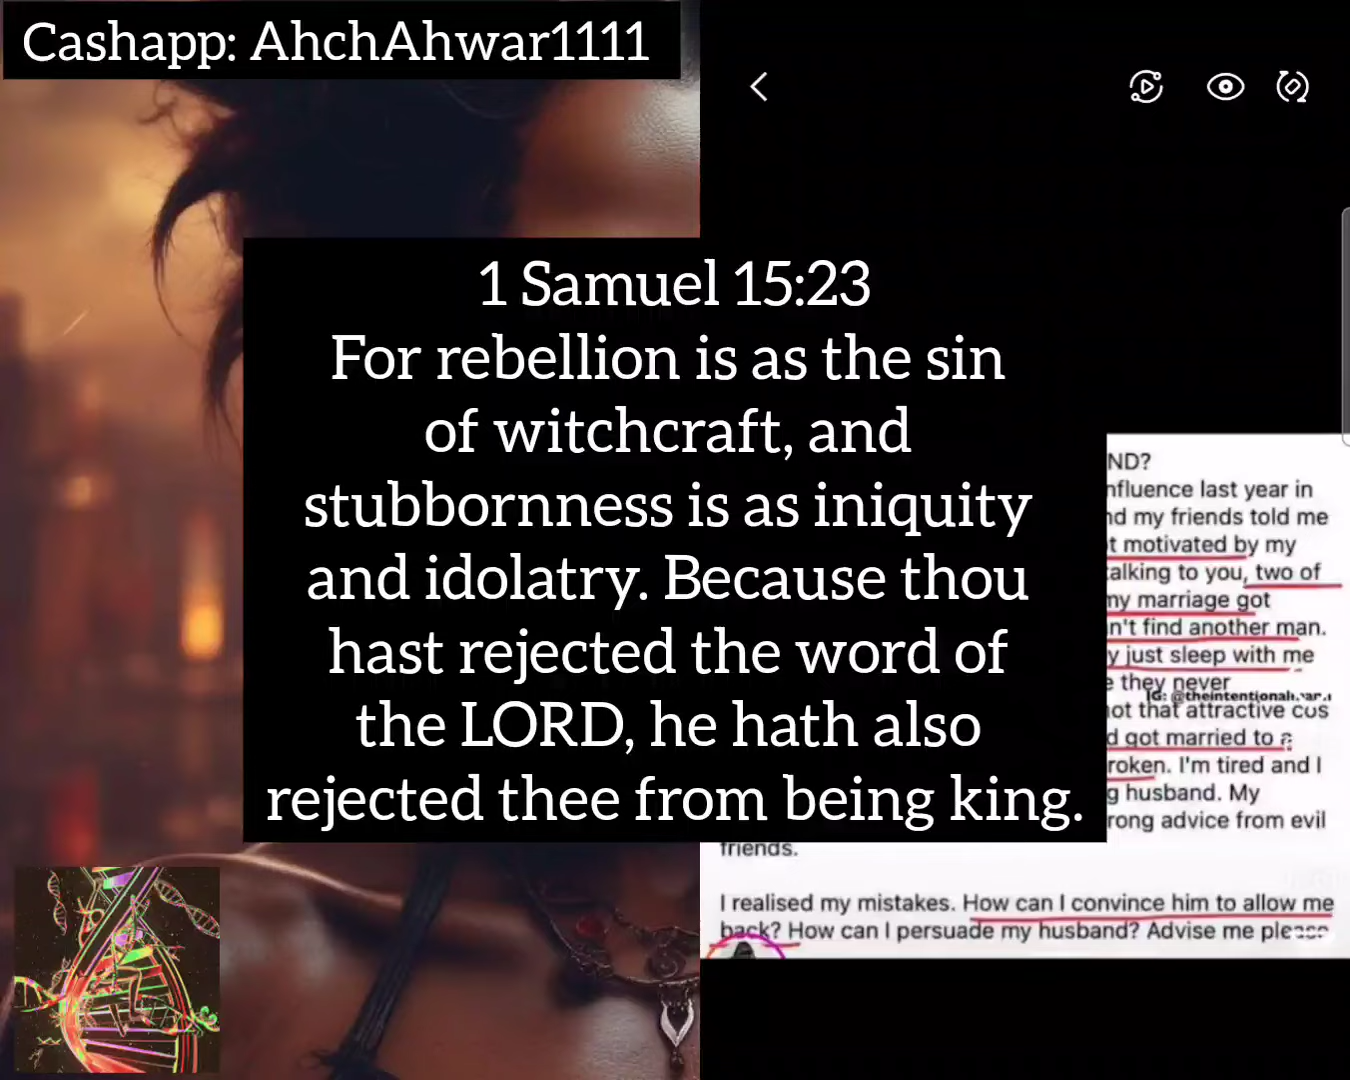 Cashapp: AhchAhwar1111
1 Samuel 15:23
For rebellion is as the sin
of witchcraft, and
stubbornness is as iniquity
and idolatry. Because thou
hast rejected the word of
the LORD, he hath also
rejected thee from being king.
ND?
nfluence last year in
nd my friends told me
t motivated by my
alking to you, two of
my marriage got
n't find another man.
y just sleep with me
e they never
IG:
not that attractive cus
d got married to a
roken. I'm tired and I
g husband. My
rong advice from evil
friends.
I realised my mistakes. How can I convince him to allow me
back? How can I persuade my husband? Advise me please